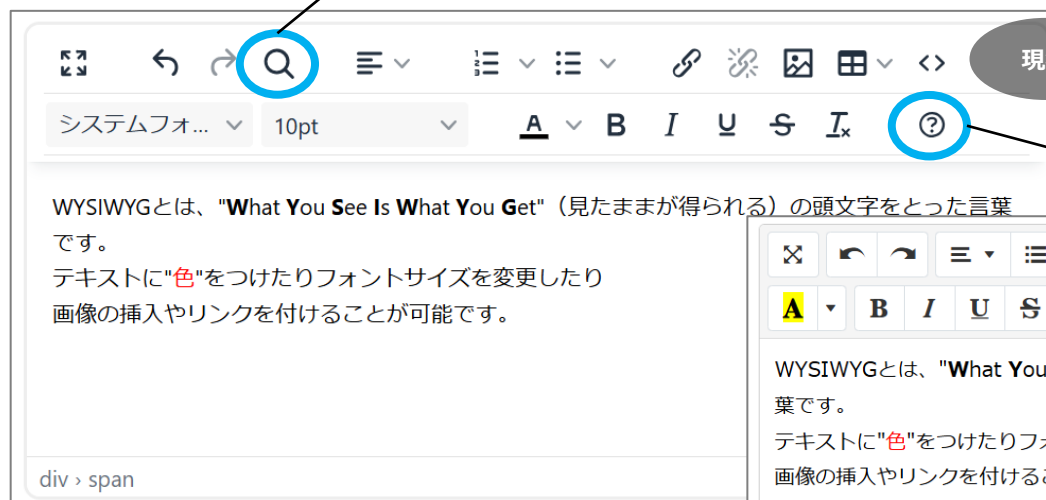 現
システムフォ...
10pt
WYSIWYGとは、"What You See Is What You Get"（見たままが得られる）の頭文字をとった言葉
です。
テキストに"色"をつけたりフォントサイズを変更したり
画像の挿入やリンクを付けることが可能です。
div › span
A B I U S
WYSIWYGとは、"What You
葉です。
テキストに"色"をつけたりフォ
画像の挿入やリンクを付けるこ